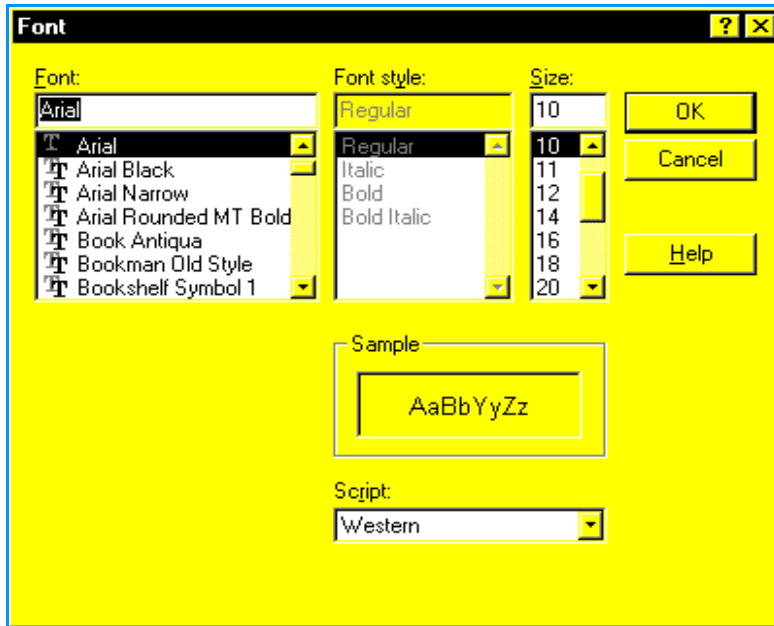 Font
Font: Font style: Size:
Arial Regular 10 OK
Arial Regular 10
Arial Black Italic 11 Cancel
Arial Narrow Bold 12
Arial Rounded MT Bold Bold Italic 14
Book Antiqua 16
Bookman Old Style 18 Help
Bookshelf Symbol 1 20
Sample
AaBbYyZz
Script:
Western